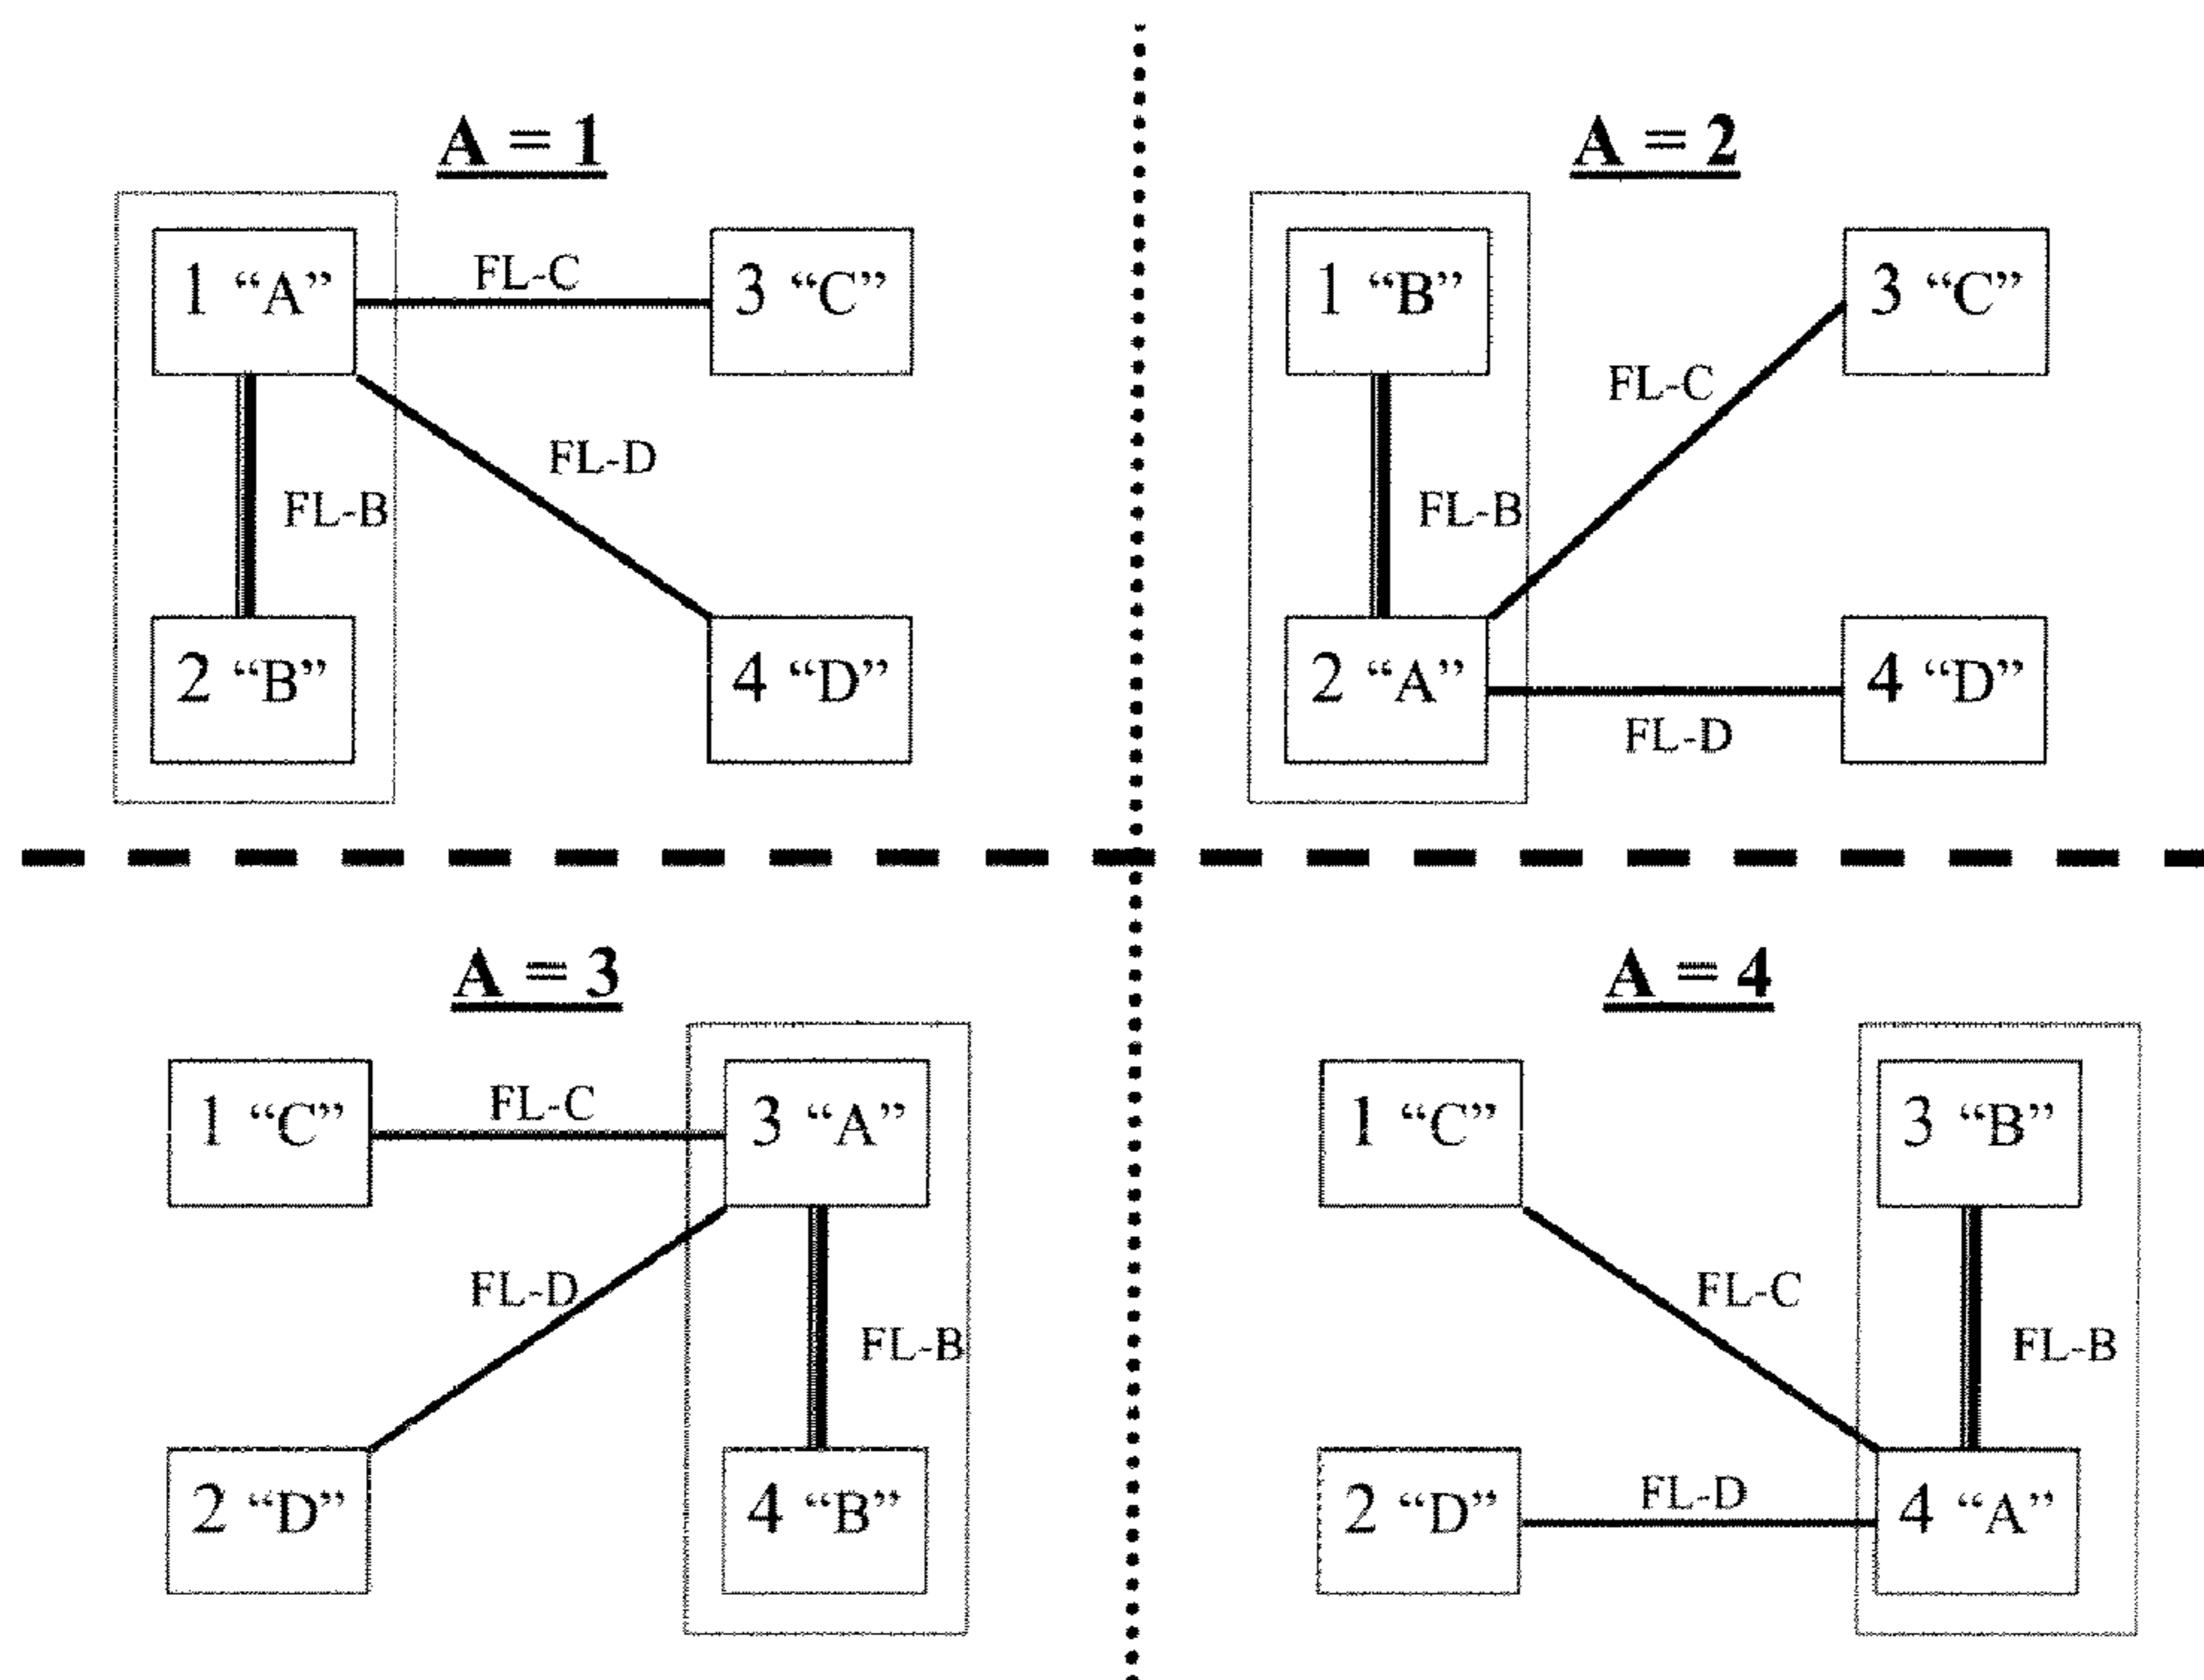 A = 1
1 “A”
FL-C
3 “C”
FL-D
FL-B
2 “B”
4 “D”
A = 2
1 “B”
3 “C”
FL-C
FL-B
2 “A”
4 “D”
FL-D
A = 3
1 “C”
FL-C
3 “A”
FL-D
FL-B
2 “D”
4 “B”
A = 4
1 “C”
3 “B”
FL-C
FL-B
2 “D”
FL-D
4 “A”